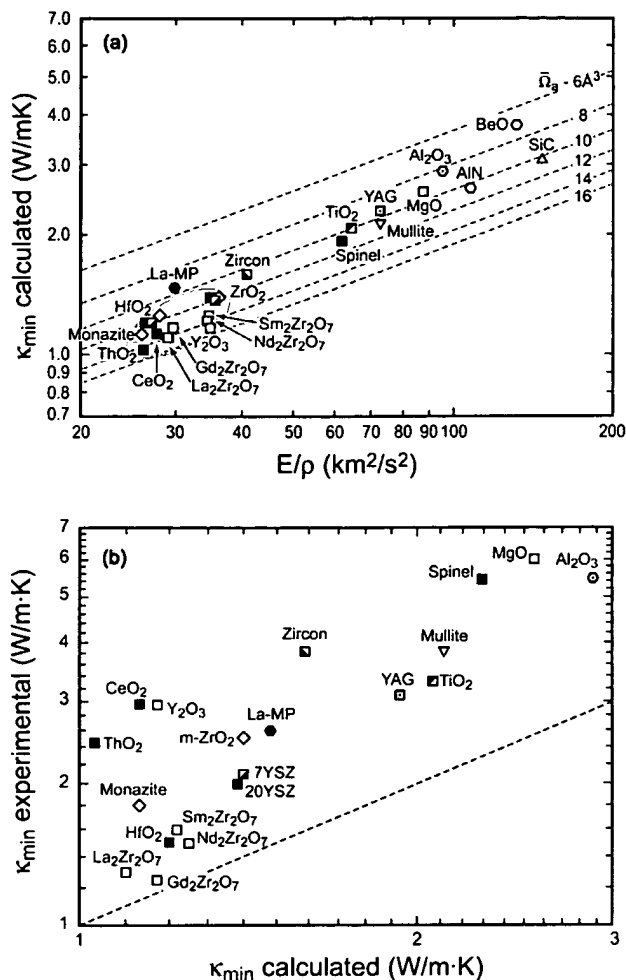 (a)
κmin calculated (W/mK)
7.0
6.0
5.0
4.0
3.0
2.0
1.0
0.9
0.8
0.7
Ω̄a 6A³
8
10
12
14
16
BeO
SiC
Al₂O₃
AlN
YAG
MgO
TiO₂
Mullite
Spinel
Zircon
La-MP
ZrO₂
HfO₂
Sm₂Zr₂O₇
Monazite
Nd₂Zr₂O₇
ThO₂
Y₂O₃
Gd₂Zr₂O₇
CeO₂
La₂Zr₂O₇
20 30 40 50 60 70 80 90 100 200
E/ρ (km²/s²)
(b)
κmin experimental (W/m·K)
7
6
5
4
3
2
1
MgO
Al₂O₃
Spinel
Zircon
Mullite
CeO₂
Y₂O₃
YAG
TiO₂
La-MP
ThO₂
m-ZrO₂
7YSZ
20YSZ
Monazite
Sm₂Zr₂O₇
HfO₂
Nd₂Zr₂O₇
La₂Zr₂O₇
Gd₂Zr₂O₇
1 2 3
κmin calculated (W/m·K)